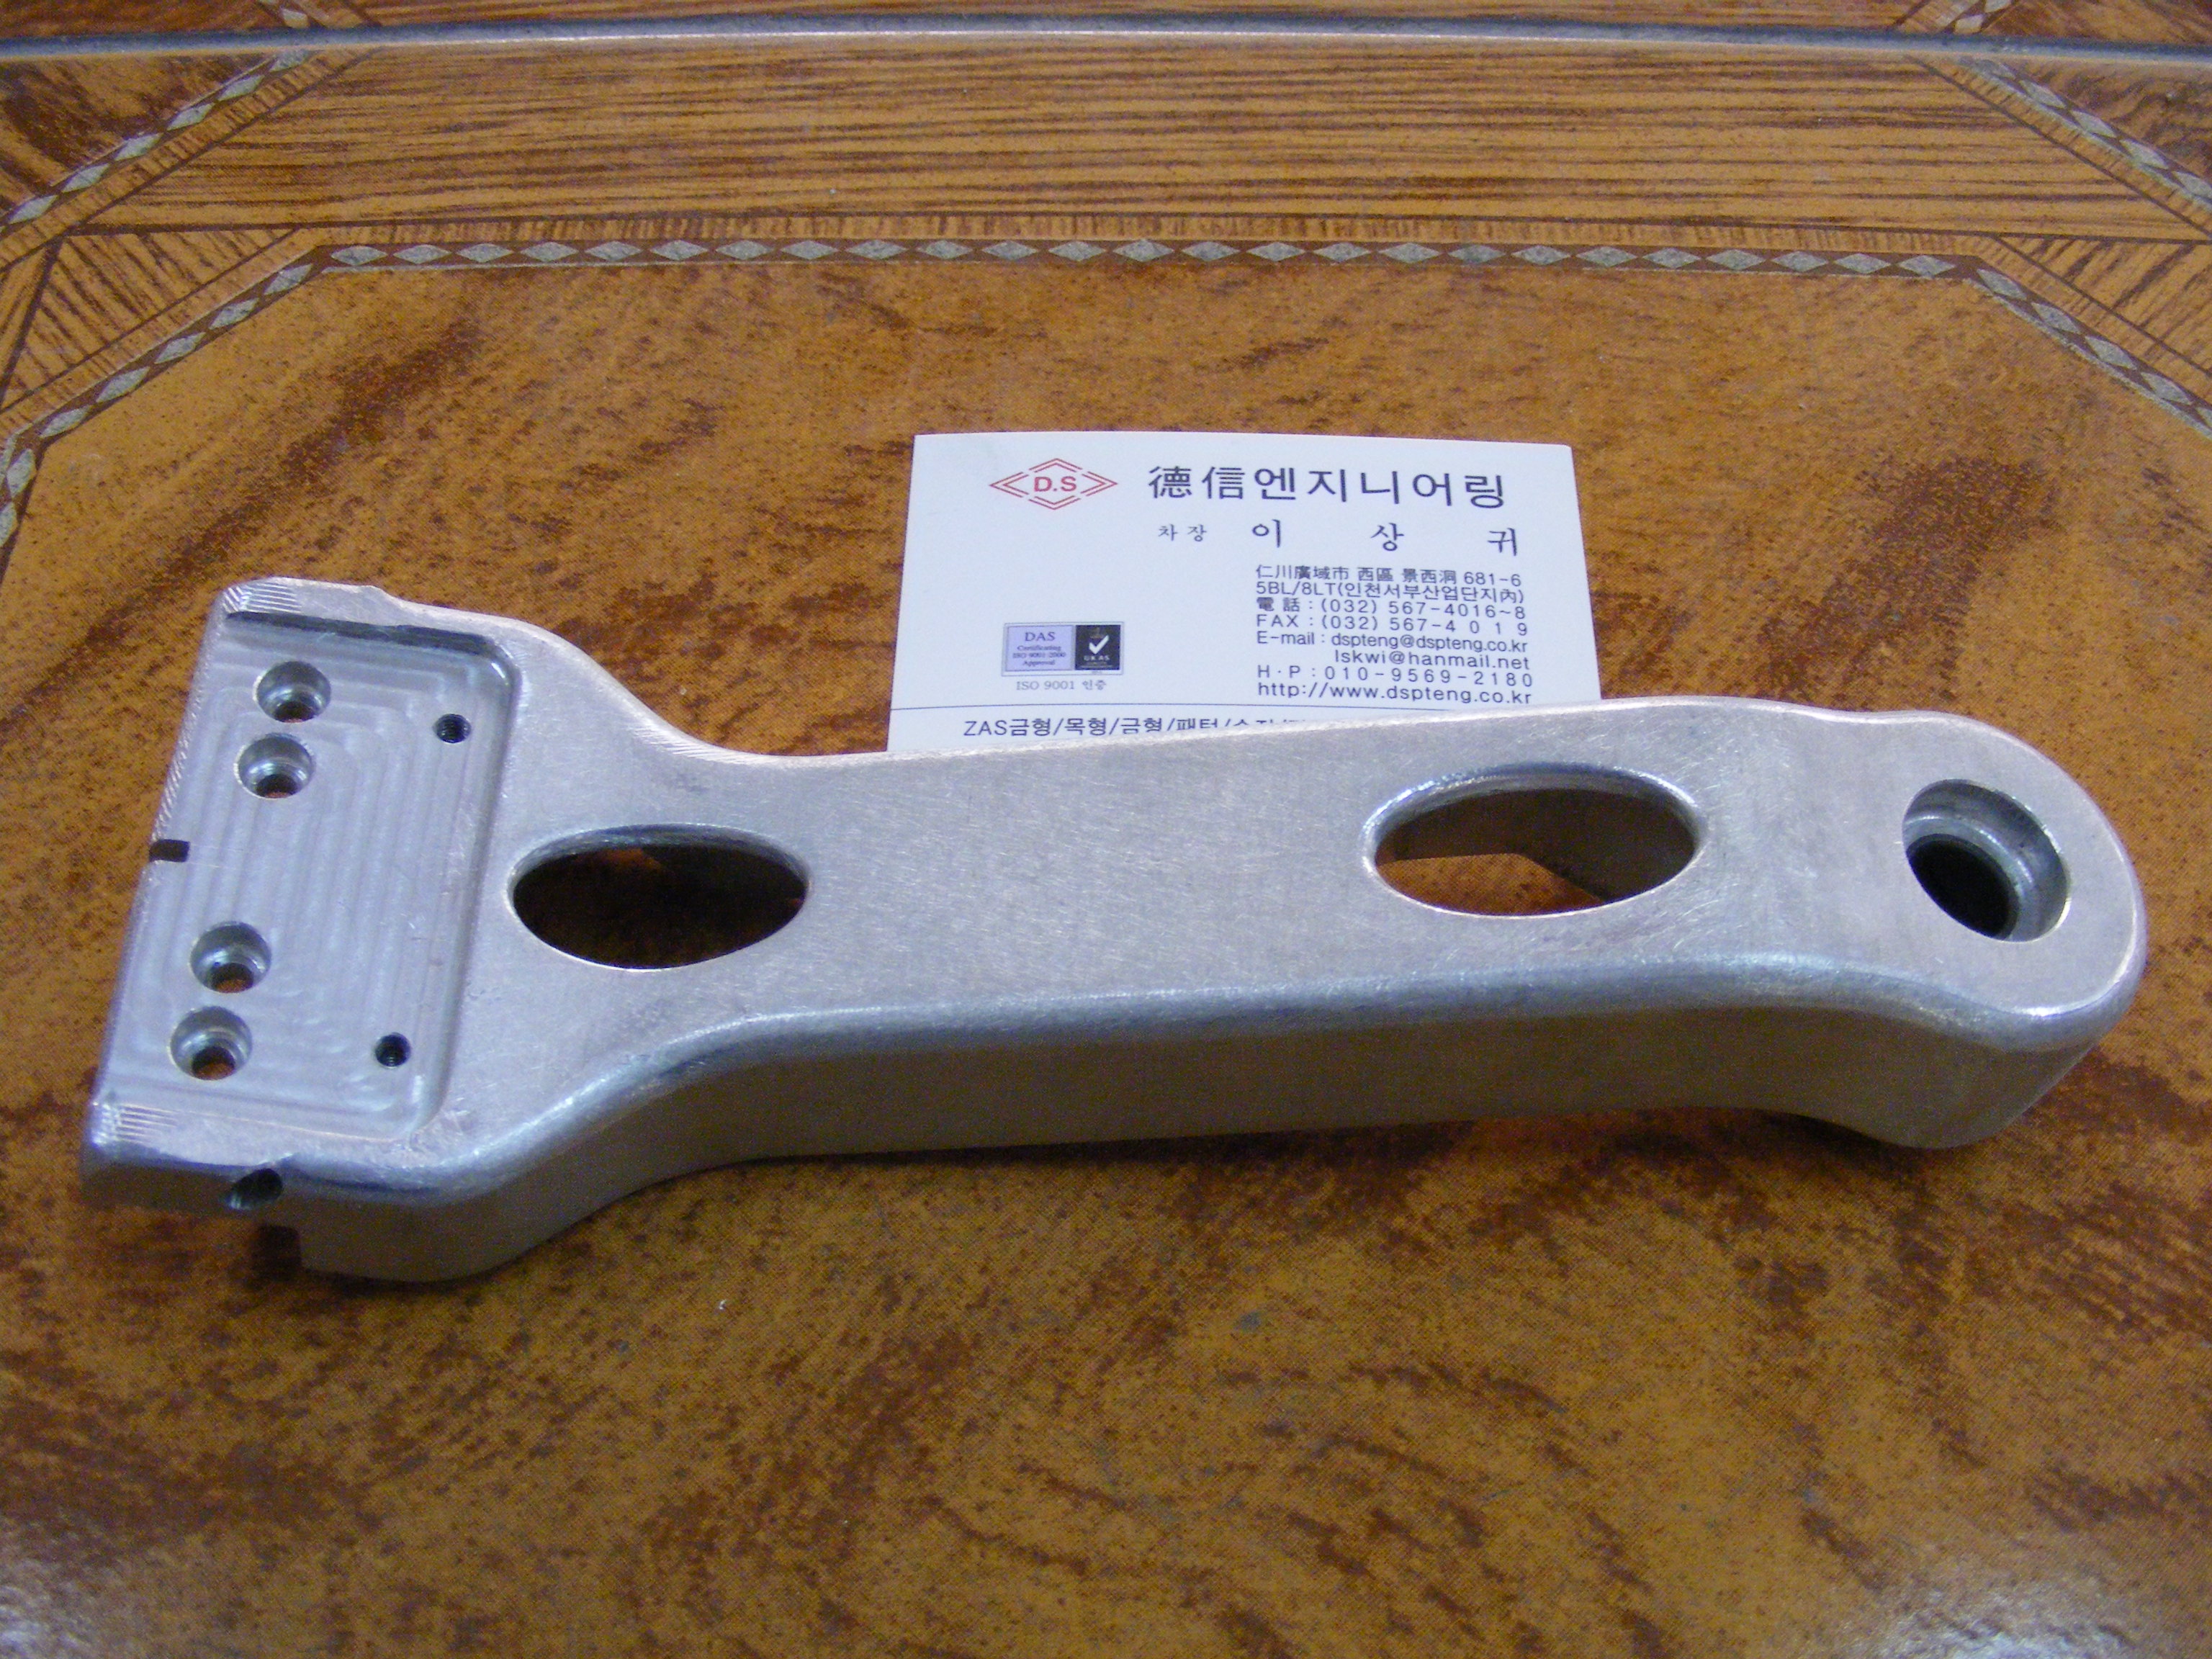 D.S
德信엔지니어링
차장 이 상 귀
仁川廣域市 西區 景西洞 681-6
5BL/8LT(인천서부산업단지內)
電話 : (032) 567-4016~8
FAX : (032) 567-4 0 1 9
E-mail : dspteng@dspteng.co.kr
lskwi@hanmail.net
H · P : 010-9569-2180
http://www.dspteng.co.kr
DAS
Certificating
ISO 9001:2000
Approval
UKAS
ISO 9001 인증
ZAS금형/목형/금형/패턴/